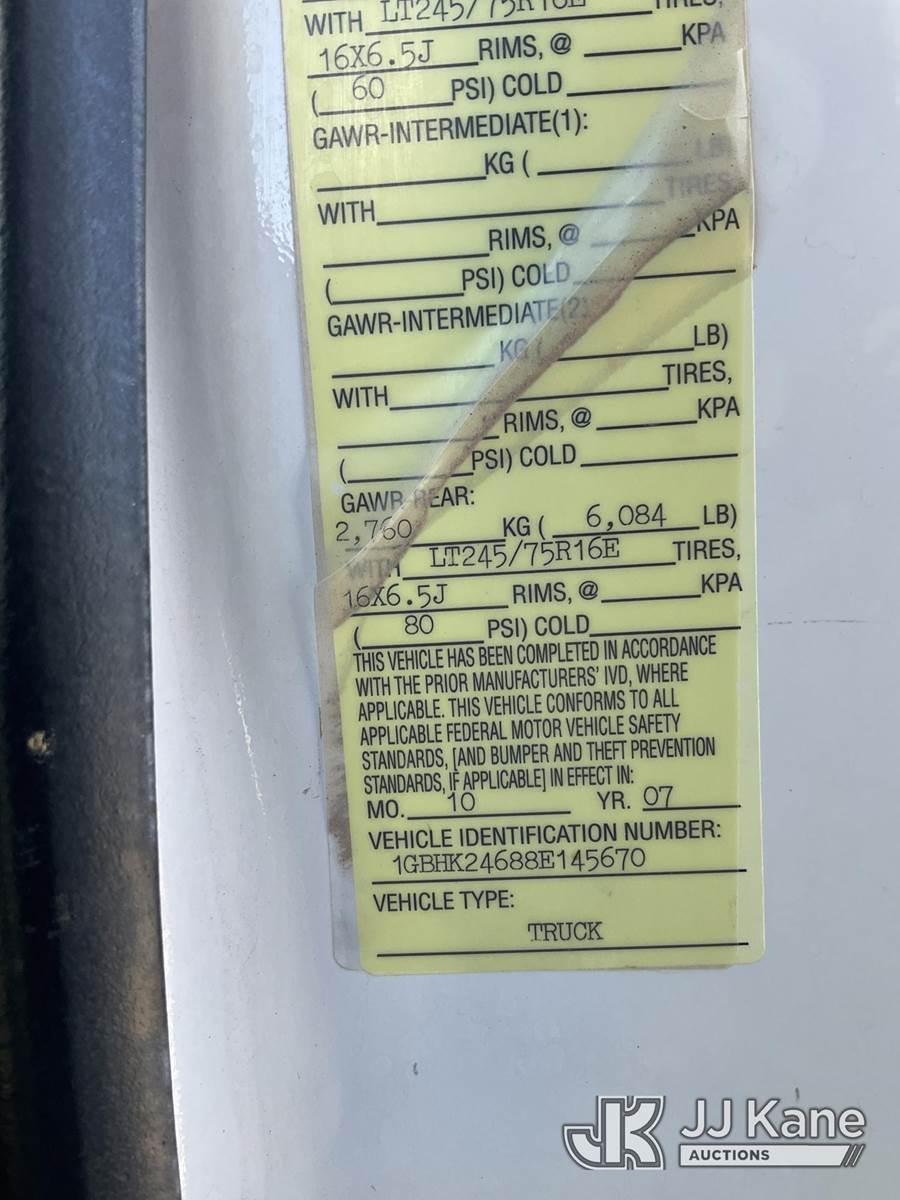 WITH LT245/75R16E TIRES,
16X6.5J RIMS, @ KPA
( 60 PSI) COLD
GAWR-INTERMEDIATE(1):
KG ( LB)
WITH TIRES
RIMS, @ KPA
( PSI) COLD
GAWR-INTERMEDIATE(2)
KG ( LB)
WITH TIRES,
RIMS, @ KPA
( PSI) COLD
GAWR-REAR:
2,760 KG ( 6,084 LB)
WITH LT245/75R16E TIRES,
16X6.5J RIMS, @ KPA
( 80 PSI) COLD
THIS VEHICLE HAS BEEN COMPLETED IN ACCORDANCE
WITH THE PRIOR MANUFACTURERS' IVD, WHERE
APPLICABLE. THIS VEHICLE CONFORMS TO ALL
APPLICABLE FEDERAL MOTOR VEHICLE SAFETY
STANDARDS, [AND BUMPER AND THEFT PREVENTION
STANDARDS, IF APPLICABLE] IN EFFECT IN:
MO. 10 YR. 07
VEHICLE IDENTIFICATION NUMBER:
1GBHK24688E145670
VEHICLE TYPE:
TRUCK
JK JJ Kane
AUCTIONS